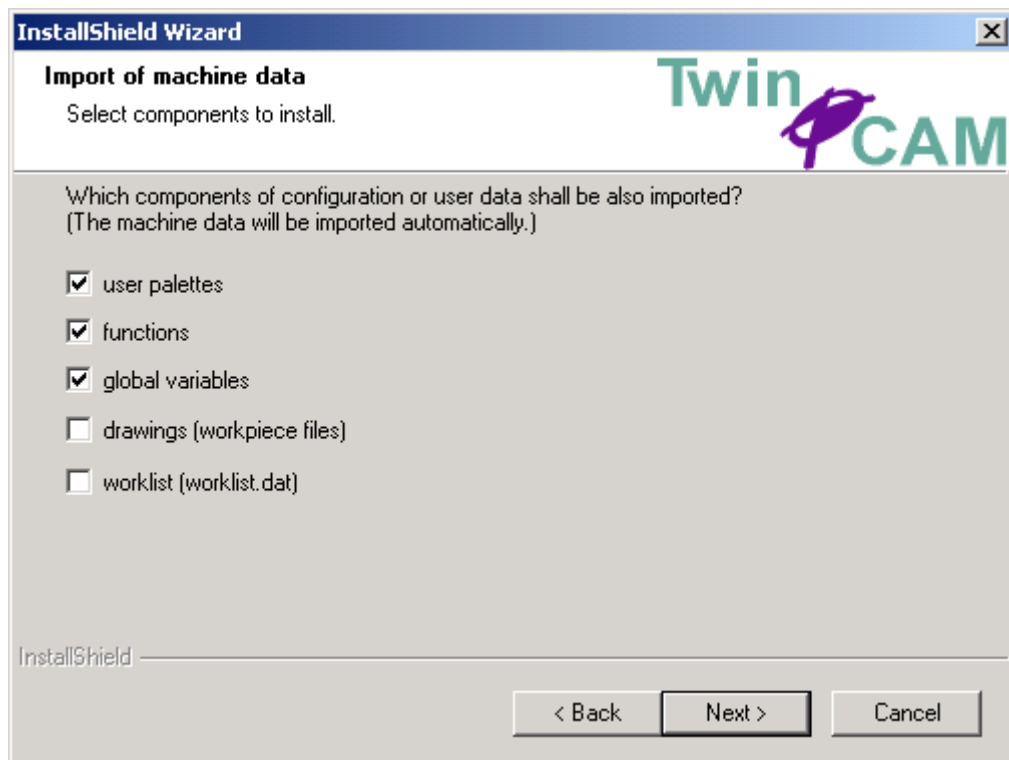 InstallShield Wizard
Import of machine data
Select components to install.
Twin
CAM
Which components of configuration or user data shall be also imported?
(The machine data will be imported automatically.)
user palettes
functions
global variables
drawings (workpiece files)
worklist (worklist.dat)
InstallShield
< Back Next > Cancel